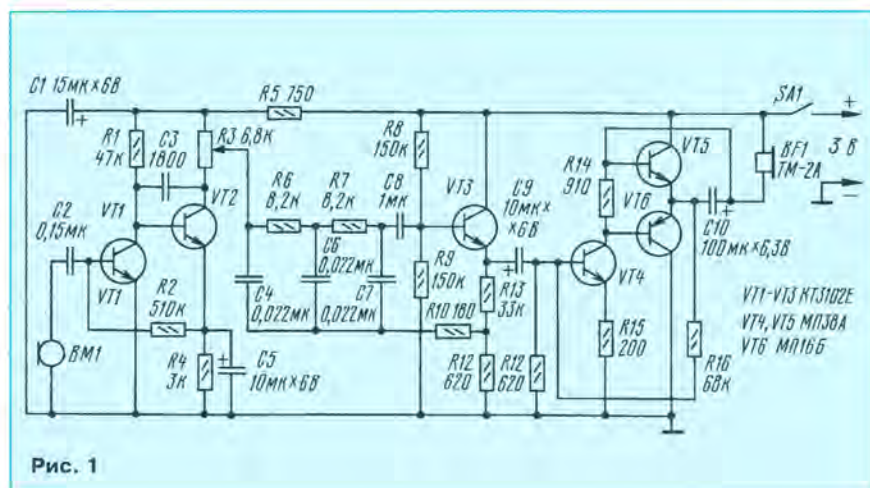 C1 15мк×6В
R5 750
SA1
+
3 В
−
R1
47к
C3
1800
R3 6,8к
R8
150к
VT5
BF1
ТМ-2А
R14
910
VT6
R6
8,2к
R7
8,2к
C8
1мк
VT3
C9
10мк×
×6В
C10
100мк×6,3В
C2
0,15мк
VT1
VT2
VT1
C6
0,022мк
R9
150к
VT4
R2
510к
C4
0,022мк
C7
0,022мк
R10 180
R13
33к
VT1-VT3 КТ3102Е
VT4, VT5 МП38А
VT6 МП16Б
BM1
R4
3к
C5
10мк×6В
R12
620
R12
620
R15
200
R16
68к
Рис. 1